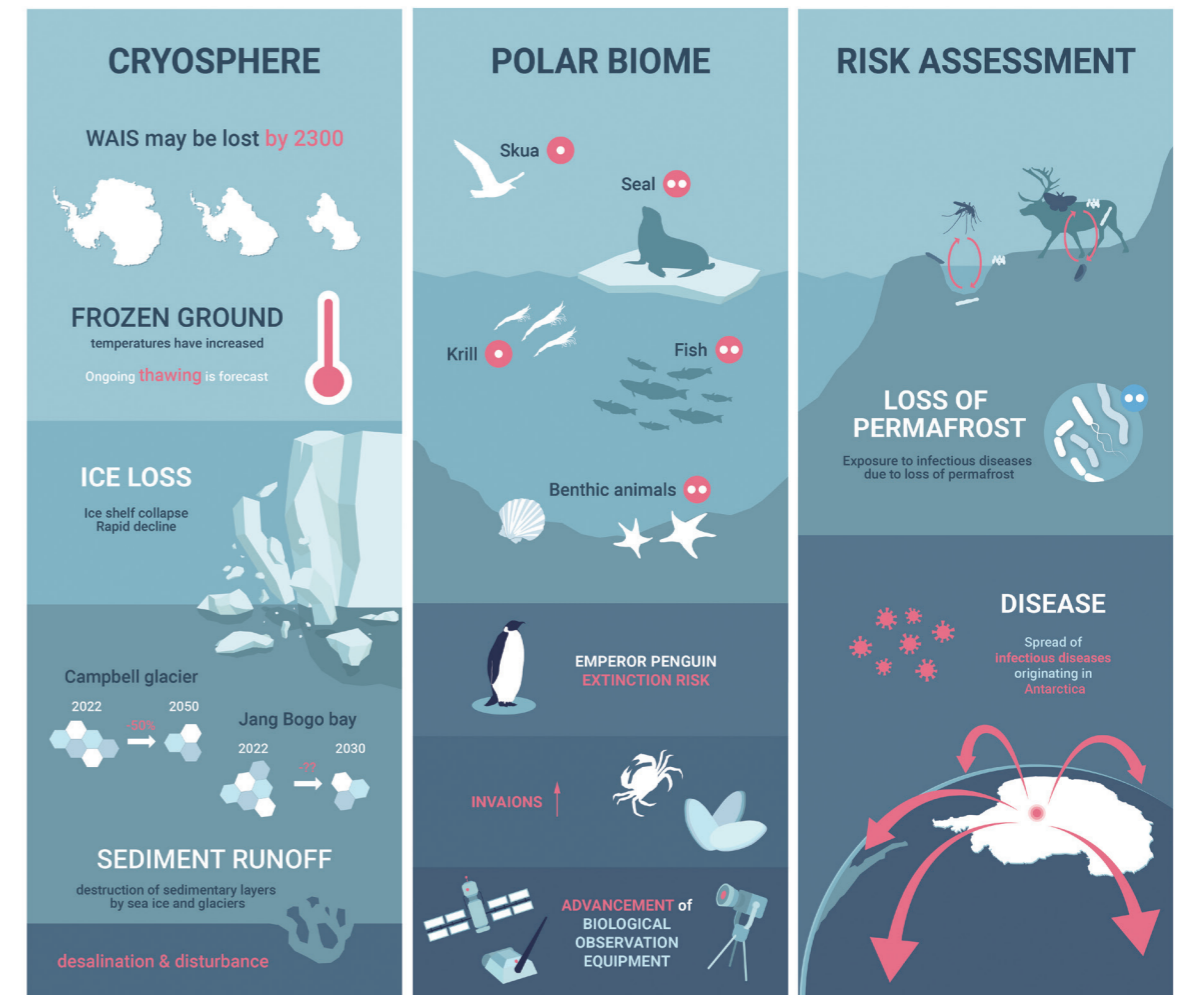 CRYOSPHERE
WAIS may be lost by 2300
FROZEN GROUND
temperatures have increased
Ongoing thawing is forecast
ICE LOSS
Ice shelf collapse
Rapid decline
Campbell glacier
2022
2050
-50%
Jang Bogo bay
2022
2030
-??
SEDIMENT RUNOFF
destruction of sedimentary layers
by sea ice and glaciers
desalination & disturbance
POLAR BIOME
Skua
Seal
Krill
Fish
Benthic animals
EMPEROR PENGUIN
EXTINCTION RISK
INVAIONS
ADVANCEMENT of
BIOLOGICAL
OBSERVATION
EQUIPMENT
RISK ASSESSMENT
LOSS OF
PERMAFROST
Exposure to infectious diseases
due to loss of permafrost
DISEASE
Spread of
infectious diseases
originating in
Antarctica